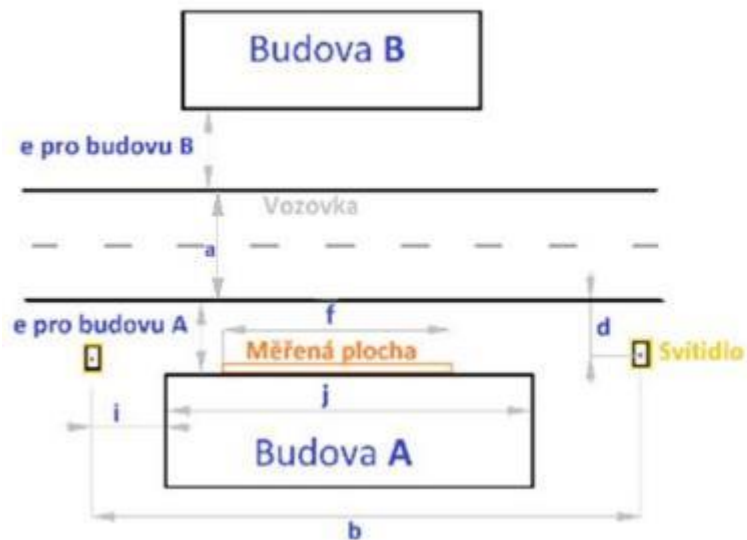 Budova B
e pro budovu B
Vozovka
a
e pro budovu A
f
d
Měřená plocha
Svítidlo
i
j
Budova A
b